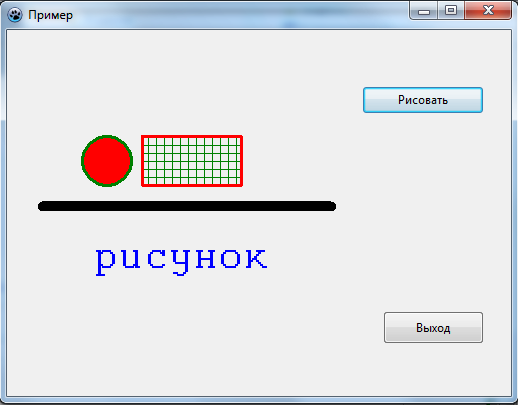 Пример
Рисовать
рисунок
Выход